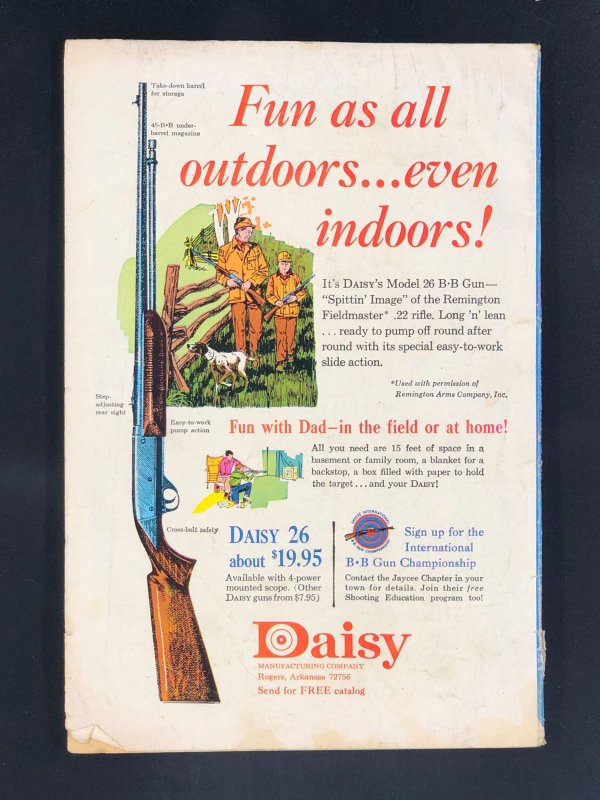 Take-down barrel
for storage
45-B•B under-
barrel magazine
Fun as all
outdoors...even
indoors!
It's DAISY'S Model 26 B•B Gun—
"Spittin' Image" of the Remington
Fieldmaster* .22 rifle. Long 'n' lean
... ready to pump off round after
round with its special easy-to-work
slide action.
*Used with permission of
Remington Arms Company, Inc.
Step-
adjusting
rear sight
Easy-to-work
pump action
Fun with Dad—in the field or at home!
All you need are 15 feet of space in a
basement or family room, a blanket for a
backstop, a box filled with paper to hold
the target...and your DAISY!
Cross-bolt safety
DAISY 26
about $19.95
Available with 4-power
mounted scope. (Other
DAISY guns from $7.95)
JAYCEE INTERNATIONAL
B•B GUN CHAMPIONSHIP
Sign up for the
International
B•B Gun Championship
Contact the Jaycee Chapter in your
town for details. Join their free
Shooting Education program too!
Daisy
MANUFACTURING COMPANY
Rogers, Arkansas 72756
Send for FREE catalog